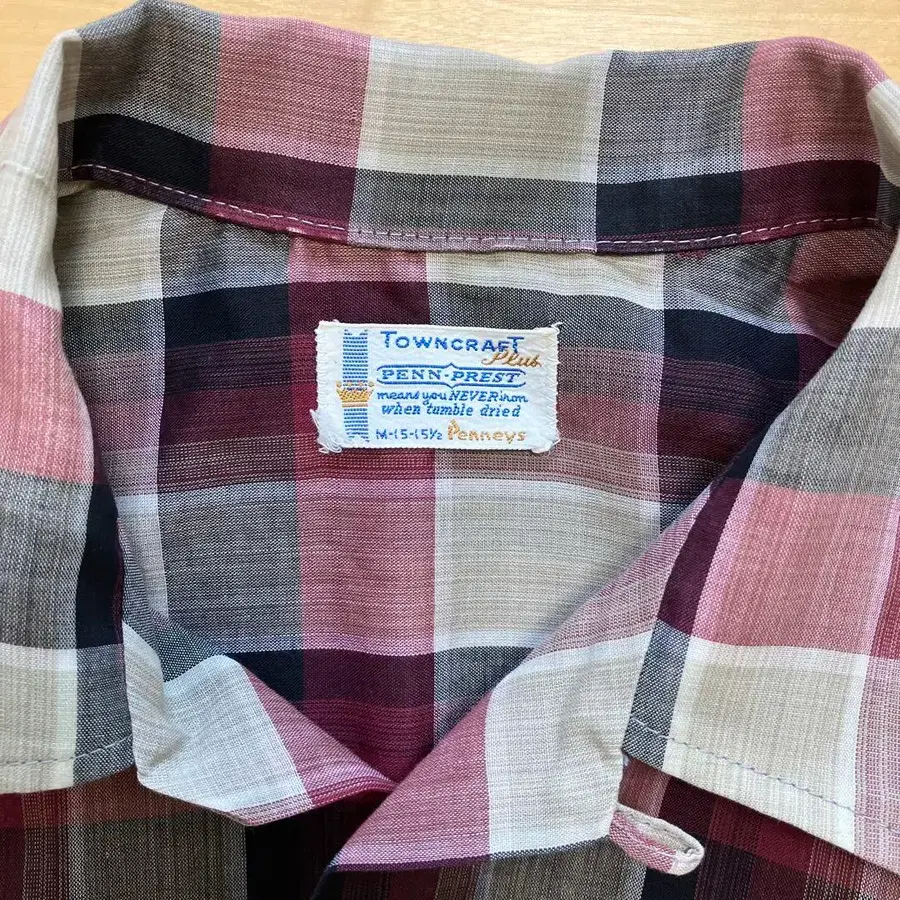 TOWNCRAFT
Plus
PENN-PREST
means you NEVER iron
when tumble dried
M-15-15½ Penneys